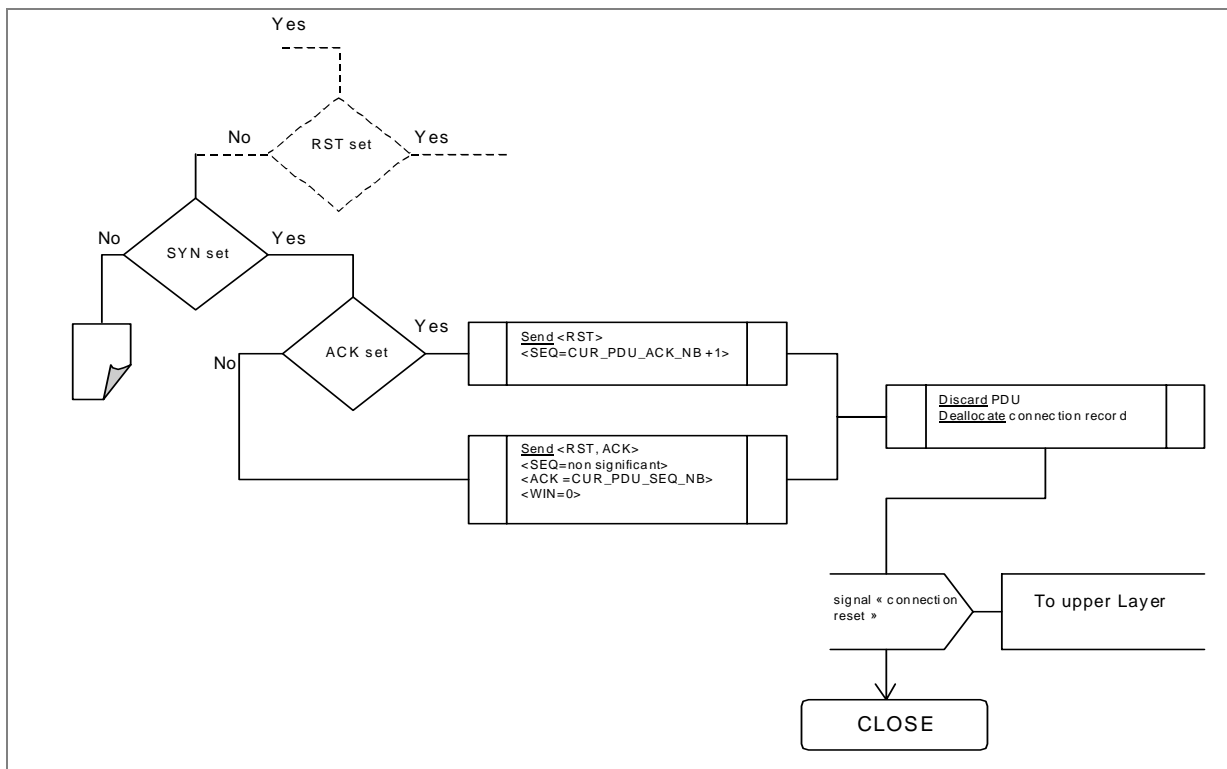 Yes
RST set
No
Yes
SYN set
No
Yes
ACK set
Yes
No
Send <RST>
<SEQ=CUR_PDU_ACK_NB +1>
Send <RST, ACK>
<SEQ=non significant>
<ACK =CUR_PDU_SEQ_NB>
<WIN=0>
Discard PDU
Deallocate connection record
signal « connection
reset »
To upper Layer
CLOSE